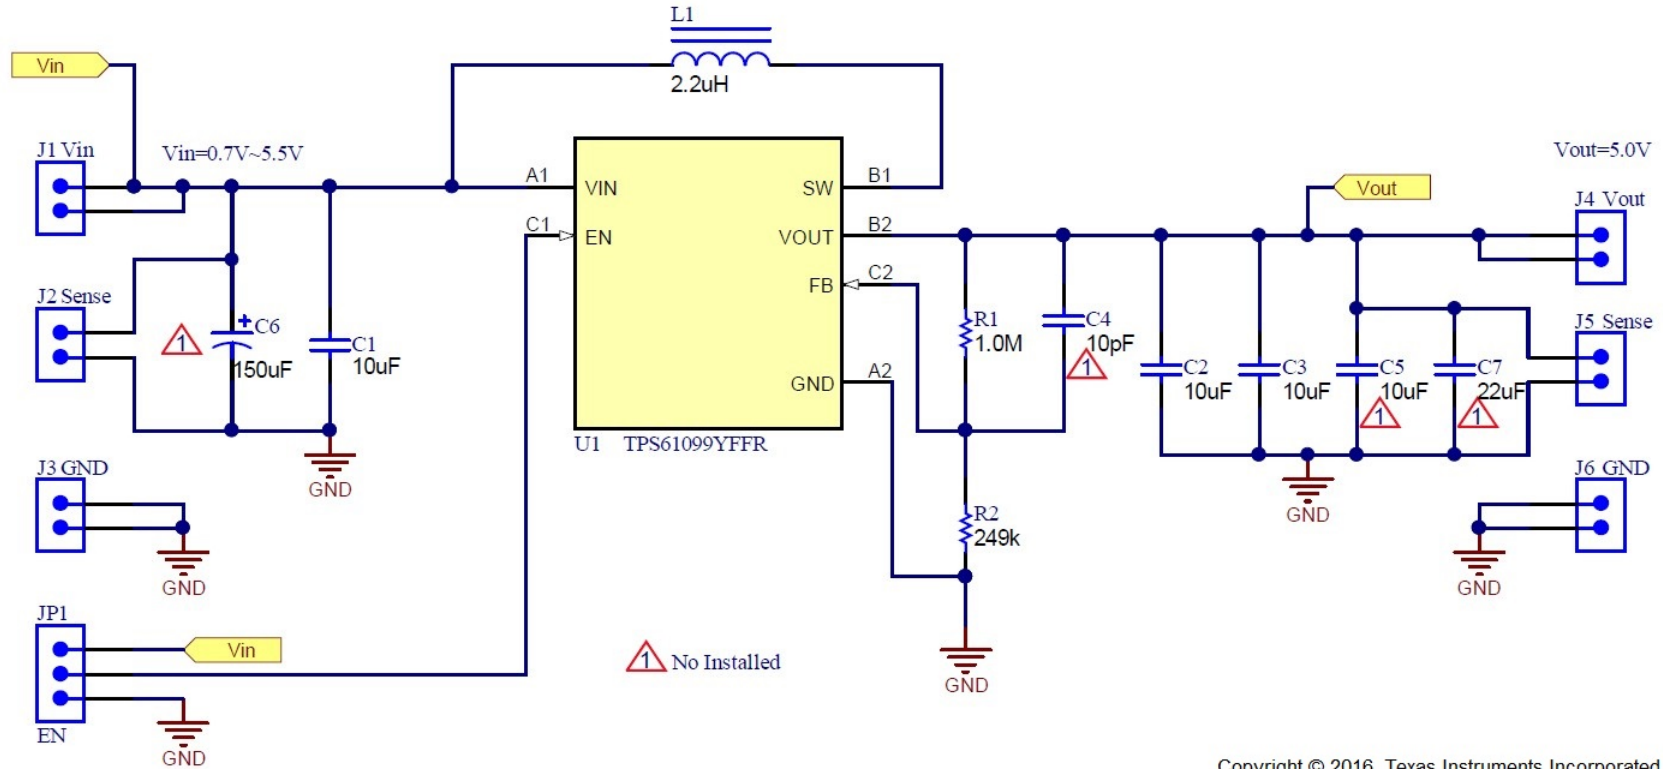 L1
2.2uH
Vin
J1 Vin
Vin=0.7V~5.5V
A1
VIN
SW
B1
C1
EN
VOUT
B2
FB
C2
GND
A2
U1 TPS61099YFFR
Vout=5.0V
Vout
J4 Vout
J2 Sense
1
+
C6
150uF
C1
10uF
GND
R1
1.0M
C4
10pF
1
C2
10uF
C3
10uF
C5
10uF
1
C7
22uF
1
J5 Sense
GND
J3 GND
GND
R2
249k
GND
J6 GND
GND
JP1
Vin
EN
GND
1 No Installed
Copyright © 2016, Texas Instruments Incorporated